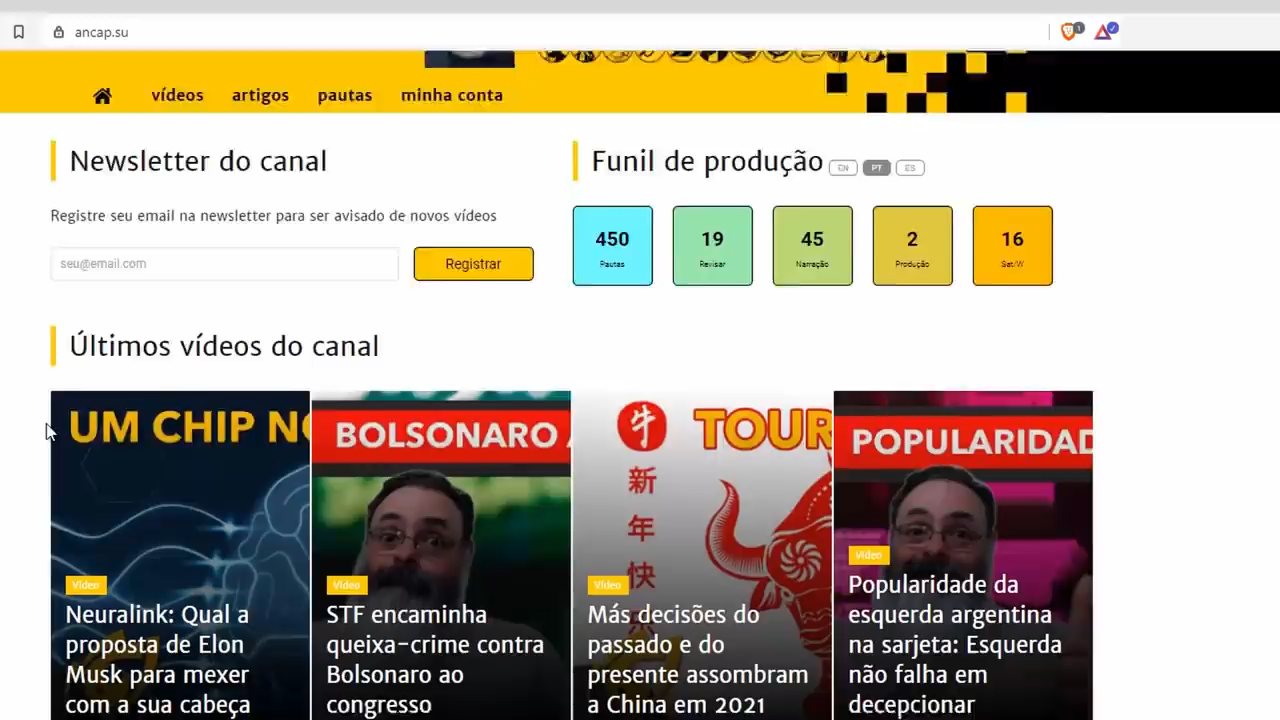 ancap.su
1
vídeos artigos pautas minha conta
Newsletter do canal
Registre seu email na newsletter para ser avisado de novos vídeos
seu@email.com
Registrar
Funil de produção EN PT ES
450 19 45 2 16
Pautas Revisar Narração Produção Sat/W
Últimos vídeos do canal
UM CHIP NO
Vídeo
Neuralink: Qual a
proposta de Elon
Musk para mexer
com a sua cabeça
BOLSONARO A
Vídeo
STF encaminha
queixa-crime contra
Bolsonaro ao
congresso
牛
新
年
快
TOUR
Vídeo
Más decisões do
passado e do
presente assombram
a China em 2021
POPULARIDAD
Vídeo
Popularidade da
esquerda argentina
na sarjeta: Esquerda
não falha em
decepcionar